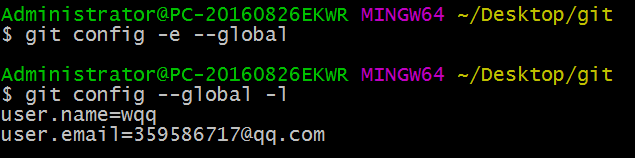 Administrator@PC-20160826EKWR MINGW64 ~/Desktop/git
$ git config -e --global
Administrator@PC-20160826EKWR MINGW64 ~/Desktop/git
$ git config --global -l
user.name=wqq
user.email=359586717@qq.com